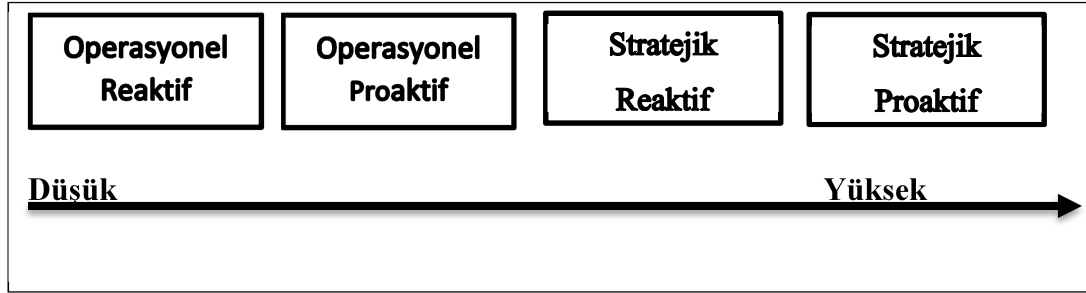 Operasyonel
Reaktif
Operasyonel
Proaktif
Stratejik
Reaktif
Stratejik
Proaktif
Düşük
Yüksek